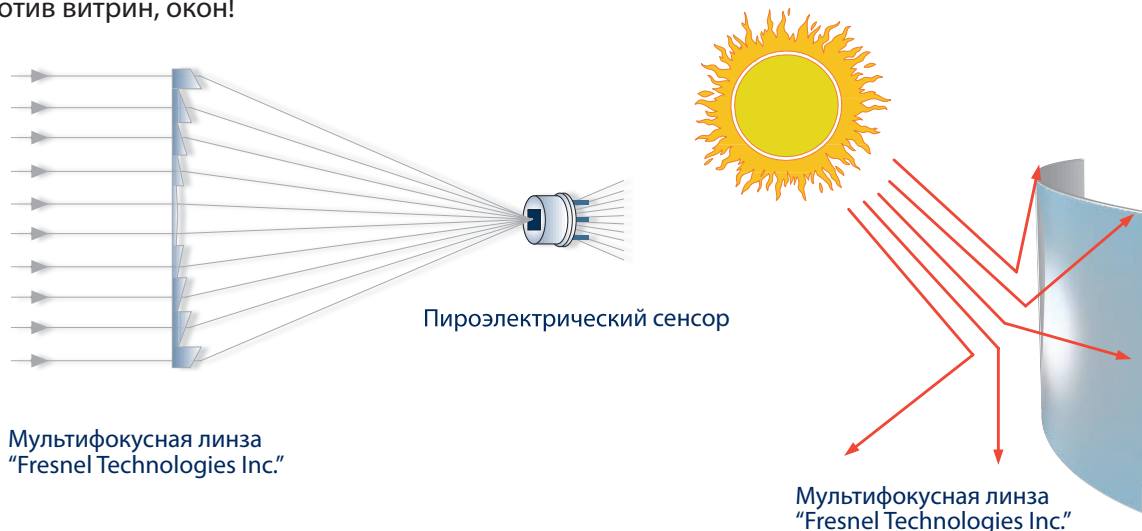 отив витрин, окон!
Пироэлектрический сенсор
Мультифокусная линза
“Fresnel Technologies Inc.”
Мультифокусная линза
“Fresnel Technologies Inc.”